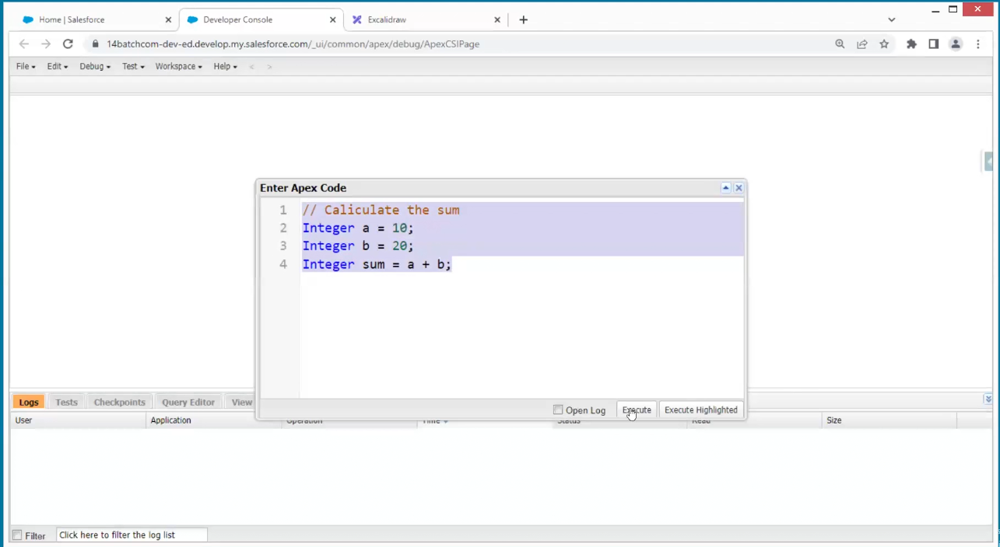 Home | Salesforce
Developer Console
Excalidraw
14batchcom-dev-ed.develop.my.salesforce.com/_ui/common/apex/debug/ApexCSIPage
File Edit Debug Test Workspace Help < >
Enter Apex Code
1 // Caliculate the sum
2 Integer a = 10;
3 Integer b = 20;
4 Integer sum = a + b;
Open Log Execute Execute Highlighted
Logs Tests Checkpoints Query Editor View
User Application Operation Time Status Read Size
Filter Click here to filter the log list